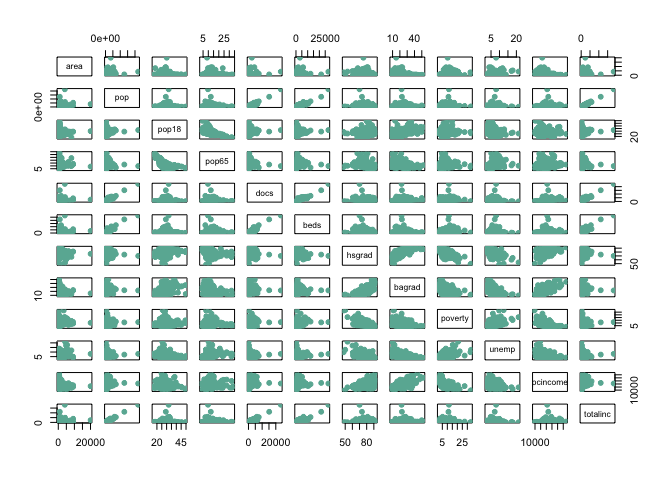 0e+00 5 25 0 25000 10 40 5 20 0
area 0
0e+00 pop
pop18 20
5 pop65
docs 0
0 beds
hsgrad 50
10 bagrad
poverty 5
5 unemp
pcincome 10000
0 totalinc
0 20000 20 45 0 20000 50 80 5 25 10000